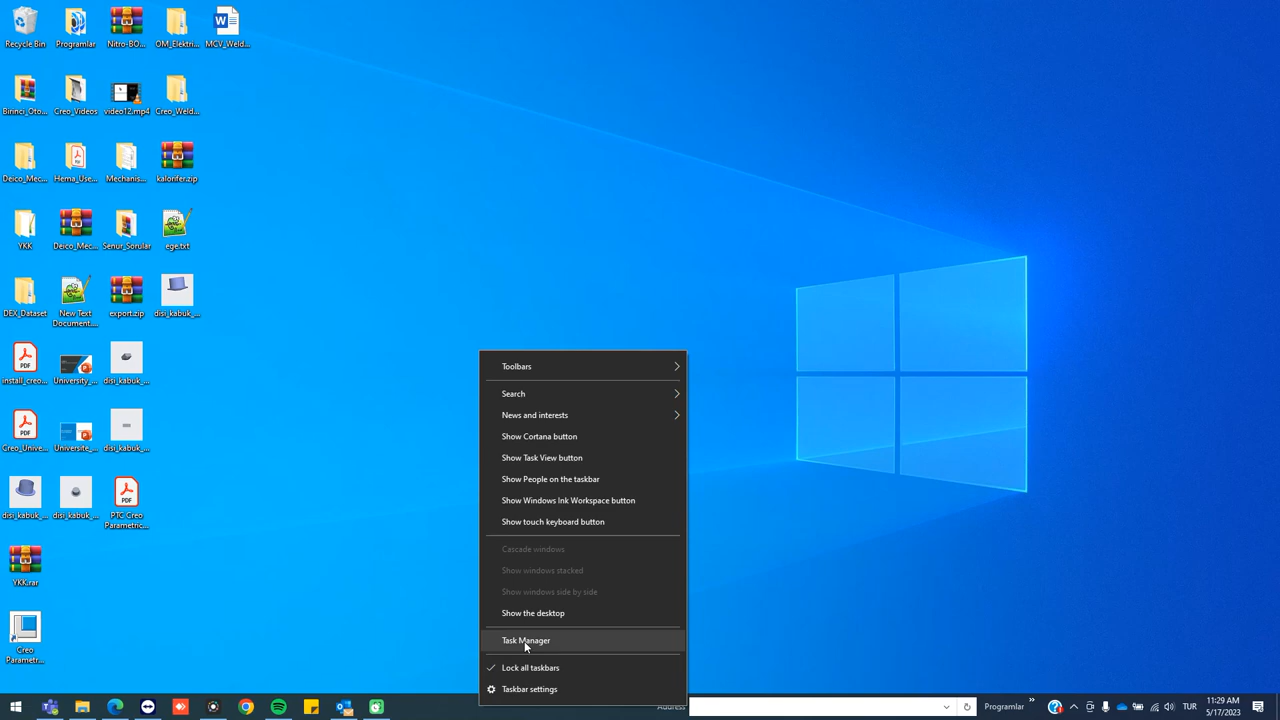 Recycle Bin
Programlar
Nitro-BO...
OM_Elektri...
MCV_Weld...
Birinci_Oto...
Creo_Videos
video12.mp4
Creo_Weld...
Deico_Mec...
Hema_Use...
Mechanis...
kalorifer.zip
YKK
Deico_Mec...
Senur_Sorular
ege.txt
DEX_Dataset
New Text
Document....
export.zip
disi_kabuk_...
install_creo...
University_...
disi_kabuk_...
Creo_Unive...
Universite_...
disi_kabuk_...
disi_kabuk_...
disi_kabuk_...
PTC Creo
Parametric...
YKK.rar
Creo
Parametr...
Toolbars
Search
News and interests
Show Cortana button
Show Task View button
Show People on the taskbar
Show Windows Ink Workspace button
Show touch keyboard button
Cascade windows
Show windows stacked
Show windows side by side
Show the desktop
Task Manager
Lock all taskbars
Taskbar settings
Address
Programlar
TUR
11:29 AM
5/17/2023